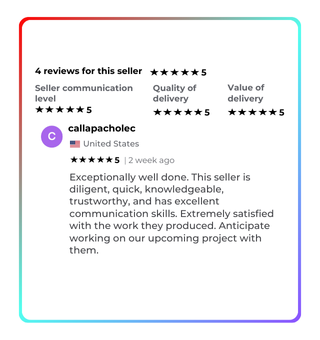 4 reviews for this seller ★★★★★ 5
Seller communication level ★★★★★ 5
Quality of delivery ★★★★★ 5
Value of delivery ★★★★★ 5
C
callapacholec
United States
★★★★★ 5 | 2 week ago
Exceptionally well done. This seller is
diligent, quick, knowledgeable,
trustworthy, and has excellent
communication skills. Extremely satisfied
with the work they produced. Anticipate
working on our upcoming project with
them.